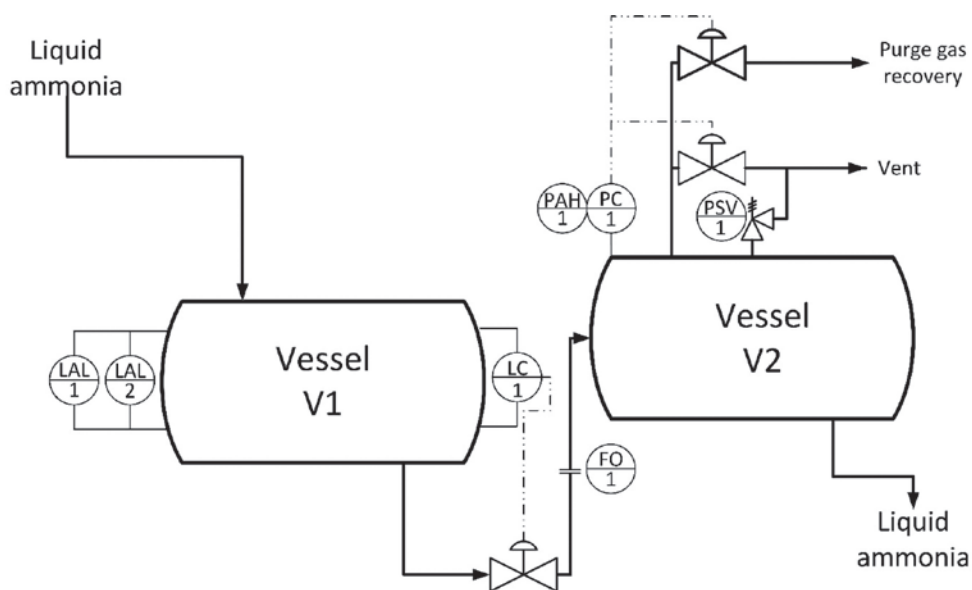 Liquid
ammonia
Purge gas
recovery
Vent
PAH
1
PC
1
PSV
1
Vessel
V2
LAL
1
LAL
2
Vessel
V1
LC
1
FO
1
Liquid
ammonia